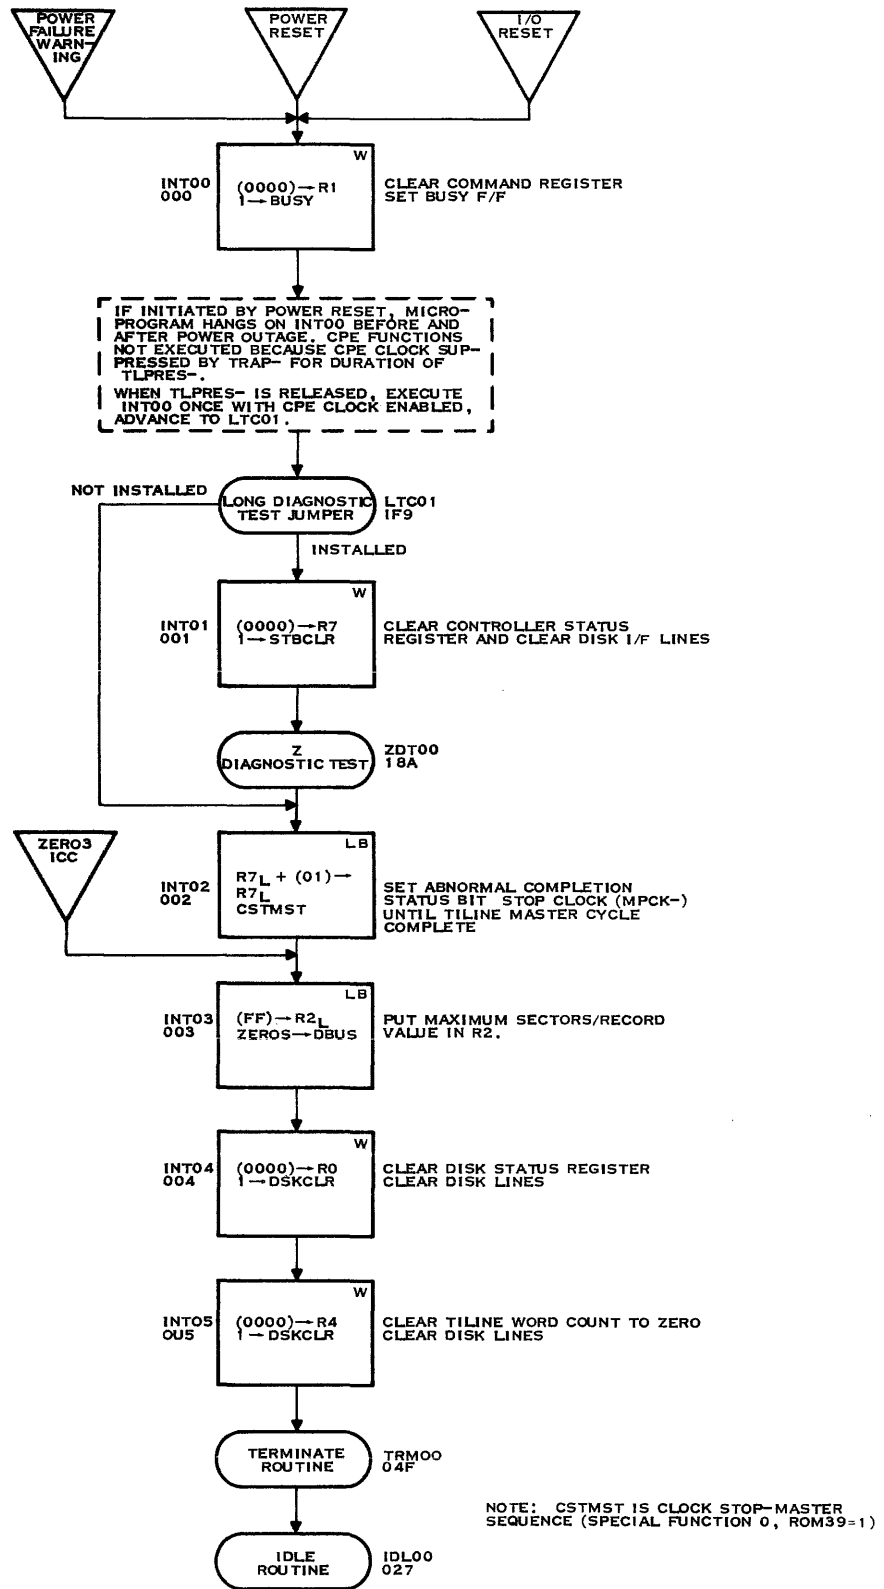 POWER
FAILURE
WARN-
ING
POWER
RESET
I/O
RESET
W
INT00
000
(0000)→R1
1→BUSY
CLEAR COMMAND REGISTER
SET BUSY F/F
IF INITIATED BY POWER RESET, MICRO-
PROGRAM HANGS ON INT00 BEFORE AND
AFTER POWER OUTAGE. CPE FUNCTIONS
NOT EXECUTED BECAUSE CPE CLOCK SUP-
PRESSED BY TRAP- FOR DURATION OF
TLPRES-.
WHEN TLPRES- IS RELEASED, EXECUTE
INT00 ONCE WITH CPE CLOCK ENABLED,
ADVANCE TO LTC01.
NOT INSTALLED
LONG DIAGNOSTIC
TEST JUMPER
LTC01
IF9
INSTALLED
W
INT01
001
(0000)→R7
1→STBCLR
CLEAR CONTROLLER STATUS
REGISTER AND CLEAR DISK I/F LINES
Z
DIAGNOSTIC TEST
ZDT00
18A
ZERO3
ICC
LB
INT02
002
R7L + (01)→
R7L
CSTMST
SET ABNORMAL COMPLETION
STATUS BIT STOP CLOCK (MPCK-)
UNTIL TILINE MASTER CYCLE
COMPLETE
LB
INT03
003
(FF)→R2L
ZEROS→DBUS
PUT MAXIMUM SECTORS/RECORD
VALUE IN R2.
W
INT04
004
(0000)→R0
1→DSKCLR
CLEAR DISK STATUS REGISTER
CLEAR DISK LINES
W
INT05
0U5
(0000)→R4
1→DSKCLR
CLEAR TILINE WORD COUNT TO ZERO
CLEAR DISK LINES
TERMINATE
ROUTINE
TRM00
04F
IDLE
ROUTINE
IDL00
027
NOTE: CSTMST IS CLOCK STOP-MASTER
SEQUENCE (SPECIAL FUNCTION 0, ROM39=1)